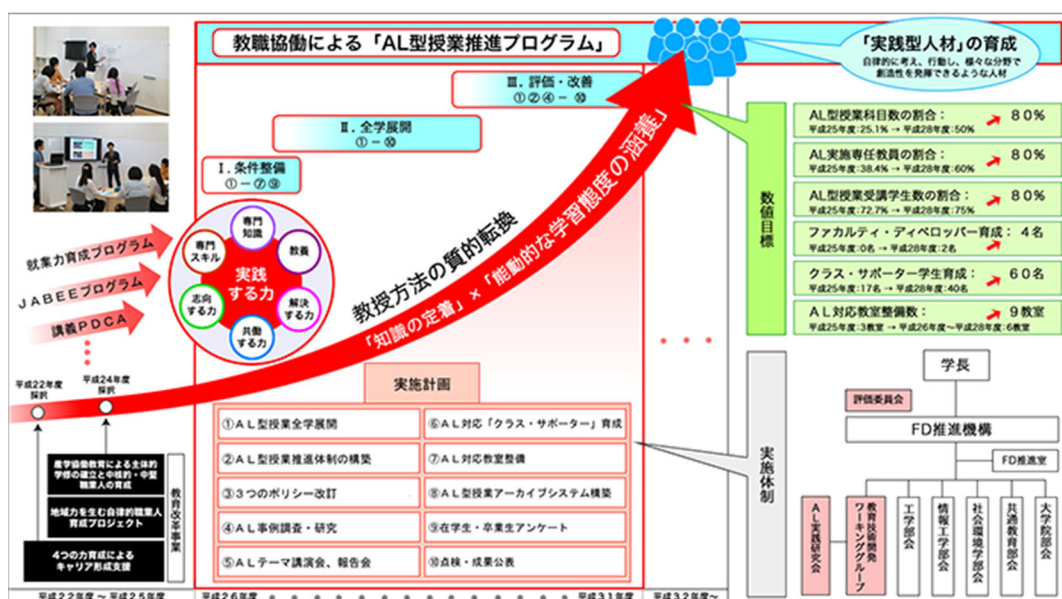 教職協働による「AL型授業推進プログラム」
「実践型人材」の育成
自律的に考え、行動し、様々な分野で
創造性を発揮できるような人材
Ⅲ．評価・改善
①②④－⑩
Ⅱ．全学展開
①－⑩
Ⅰ．条件整備
①－⑦⑨
専門
知識
専門
スキル
教養
実践
する力
志向
する力
解決
する力
共働
する力
就業力育成プログラム
JABEEプログラム
講義PDCA
教授方法の質的転換
「知識の定着」×「能動的な学習態度の涵養」
数値目標
AL型授業科目数の割合： 80%
平成25年度：25.1% → 平成28年度：50%
AL実施専任教員の割合： 80%
平成25年度：38.4% → 平成28年度：60%
AL型授業受講学生数の割合： 80%
平成25年度：72.7% → 平成28年度：75%
ファカルティ・ディベロッパー育成： 4名
平成25年度：0名 → 平成28年度：2名
クラス・サポーター学生育成： 60名
平成25年度：17名 → 平成28年度：40名
AL対応教室整備数： 9教室
平成25年度：3教室 → 平成26年度～平成28年度：6教室
平成22年度
採択
平成24年度
採択
産学協働教育による主体的
学修の確立と中核的・中堅
職業人の育成
地域力を生む自律的職業人
育成プロジェクト
4つの力育成による
キャリア形成支援
教育改革事業
実施計画
①AL型授業全学展開
②AL型授業推進体制の構築
③3つのポリシー改訂
④AL事例調査・研究
⑤ALテーマ講演会、報告会
⑥AL対応「クラス・サポーター」育成
⑦AL対応教室整備
⑧AL型授業アーカイブシステム構築
⑨在学生・卒業生アンケート
⑩点検・成果公表
実施体制
学長
評価委員会
FD推進機構
FD推進室
AL実践研究会
教育技術開発
ワーキンググループ
工学部会
情報工学部会
社会環境学部会
共通教育部会
大学院部会
平成22年度～平成25年度
平成26年度
平成31年度
平成32年度～